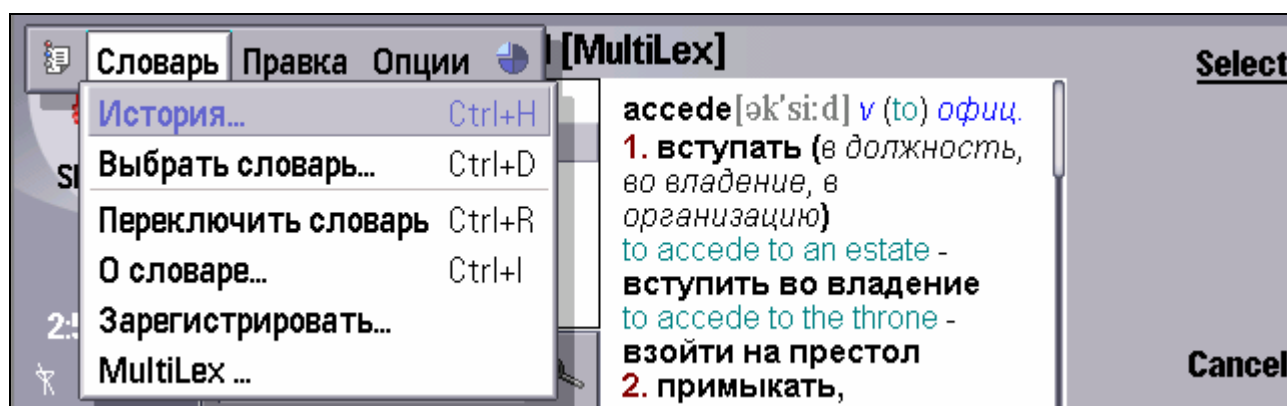 Словарь Правка Опции [MultiLex]
Select
История... Ctrl+H
Выбрать словарь... Ctrl+D
Переключить словарь Ctrl+R
О словаре... Ctrl+I
Зарегистрировать...
MultiLex ...
accede[ək'si:d] v (to) офиц.
1. вступать (в должность,
во владение, в
организацию)
to accede to an estate -
вступить во владение
to accede to the throne -
взойти на престол
2. примыкать,
Cancel